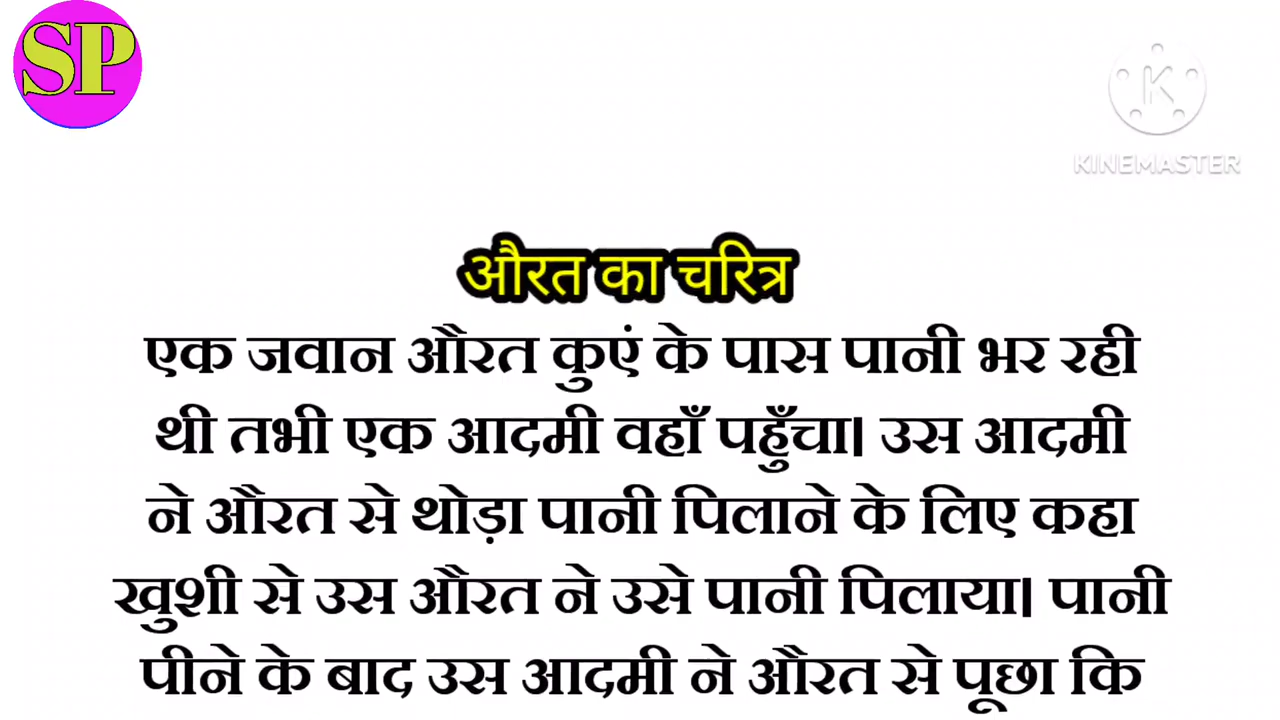 SP
KINEMASTER
औरत का चरित्र
एक जवान औरत कुएं के पास पानी भर रही
थी तभी एक आदमी वहाँ पहुँचा। उस आदमी
ने औरत से थोड़ा पानी पिलाने के लिए कहा
खुशी से उस औरत ने उसे पानी पिलाया। पानी
पीने के बाद उस आदमी ने औरत से पूछा कि